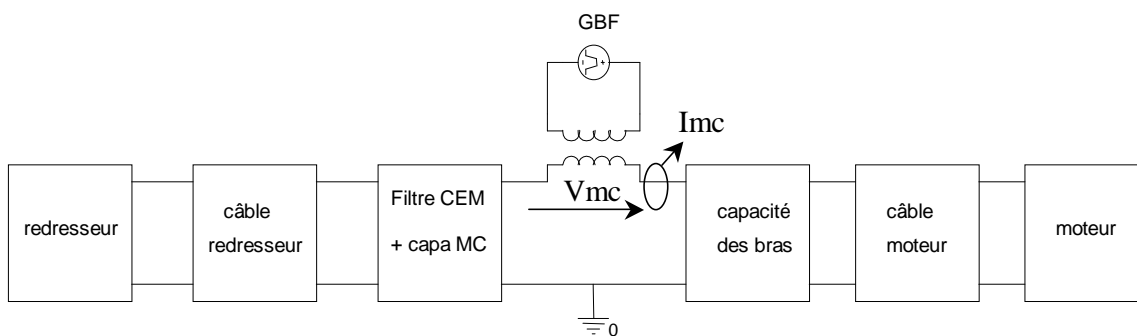 GBF
Imc
Vmc
redresseur
câble
redresseur
Filtre CEM
+ capa MC
capacité
des bras
câble
moteur
moteur
0